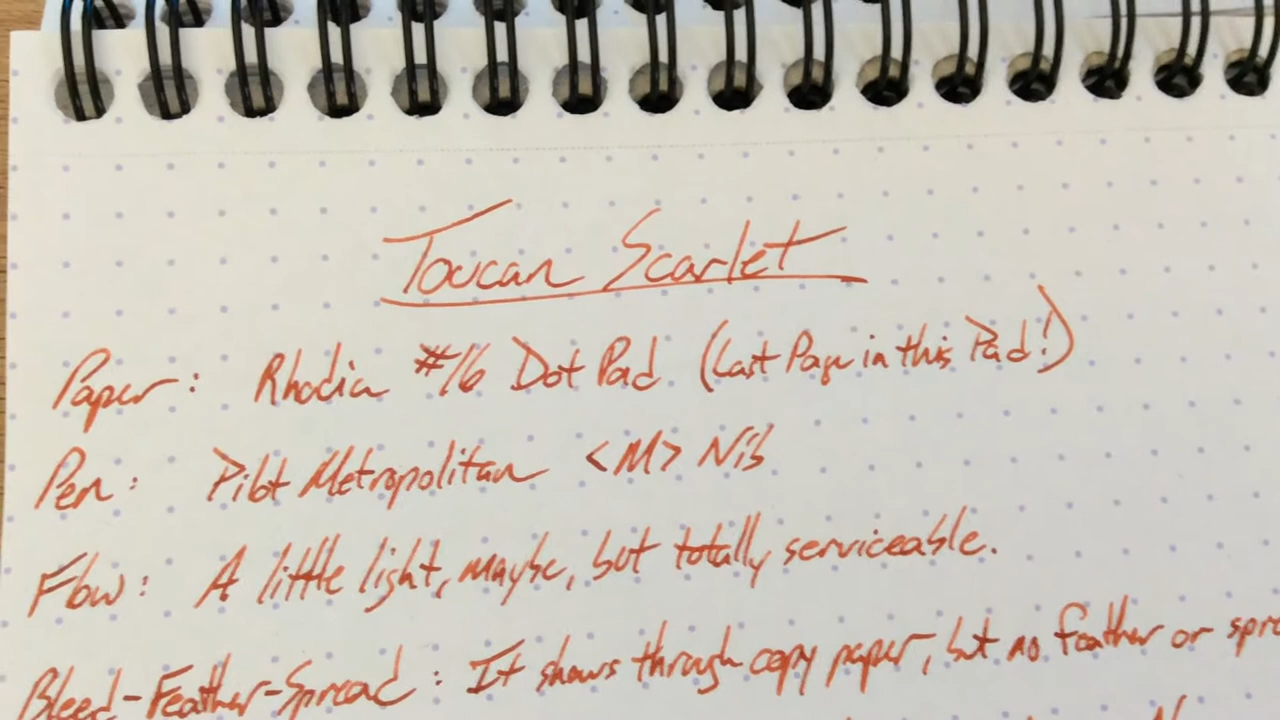 Toucan Scarlet
Paper: Rhodia #16 Dot Pad (Last Page in this Pad!)
Pen: Pilot Metropolitan <M> Nib
Flow: A little light, maybe, but totally serviceable.
Bleed-Feather-Spread: It shows through copy paper, but no feather or